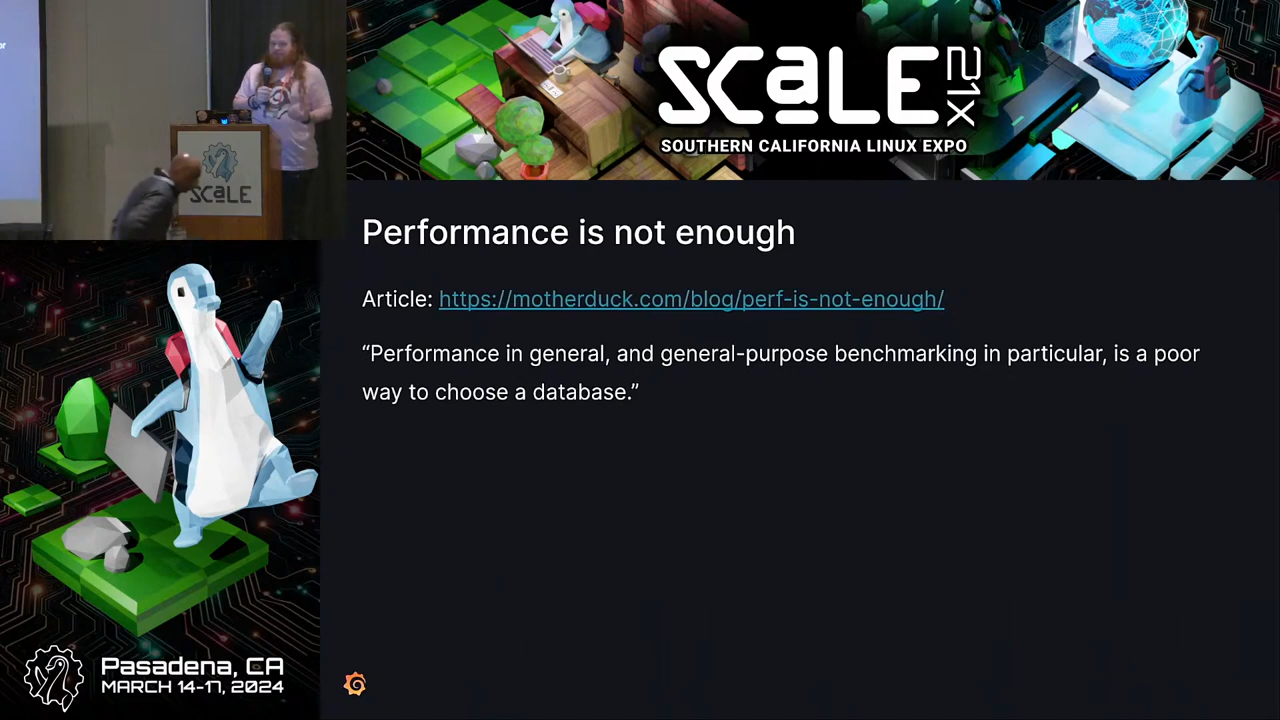 or
SCaLE
SCALE 21X
SOUTHERN CALIFORNIA LINUX EXPO
Performance is not enough
Article: https://motherduck.com/blog/perf-is-not-enough/
“Performance in general, and general-purpose benchmarking in particular, is a poor
way to choose a database.”
Pasadena, CA
MARCH 14-17, 2024